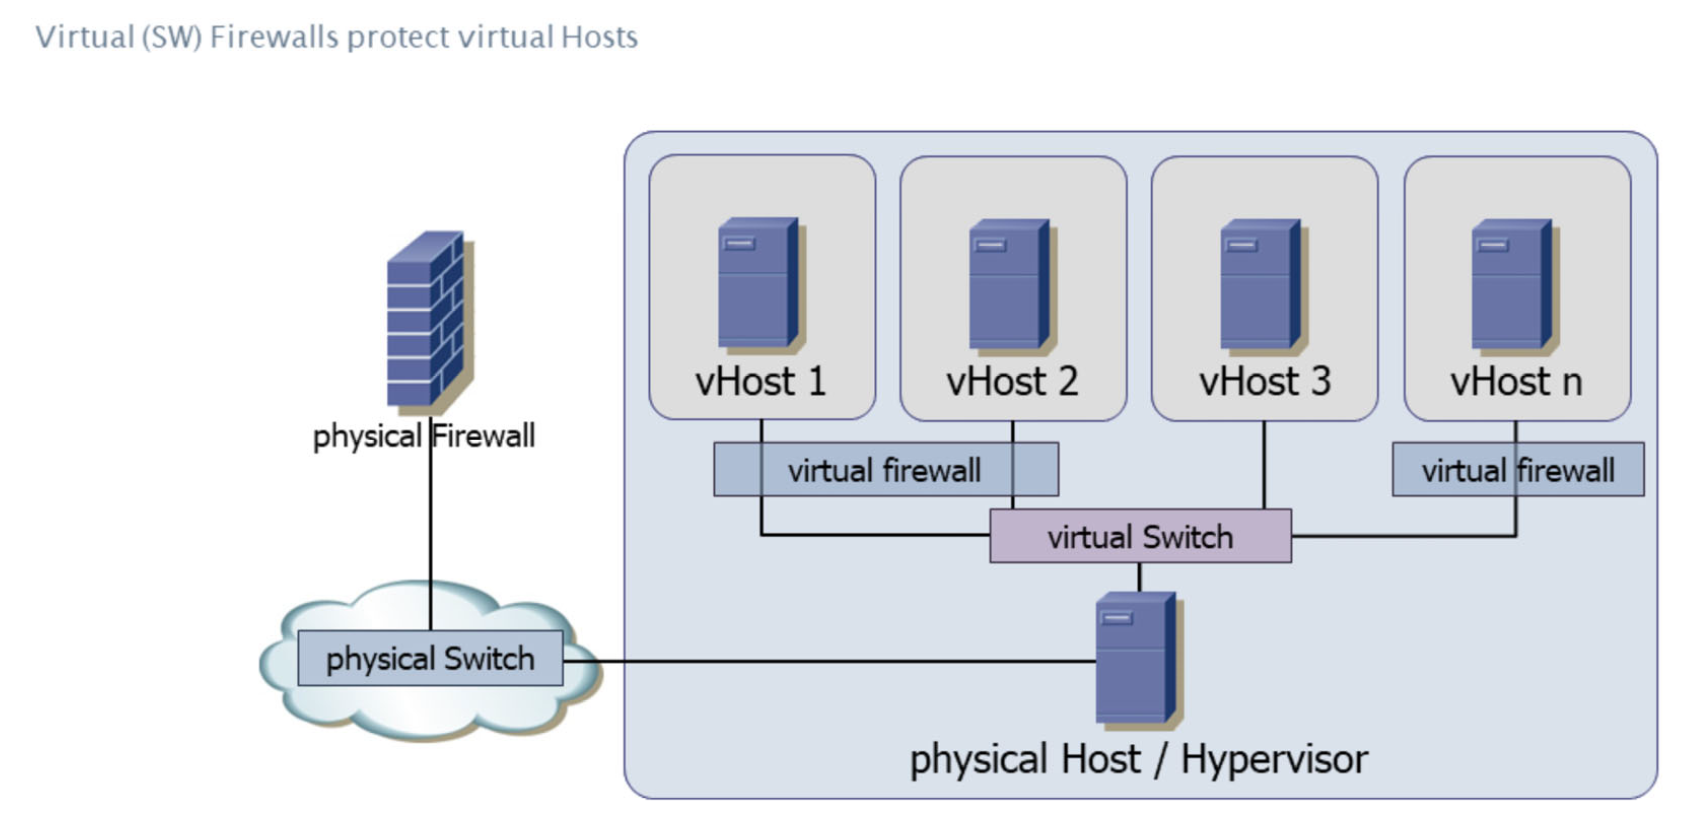 Virtual (SW) Firewalls protect virtual Hosts
vHost 1
vHost 2
vHost 3
vHost n
physical Firewall
virtual firewall
virtual firewall
virtual Switch
physical Switch
physical Host / Hypervisor